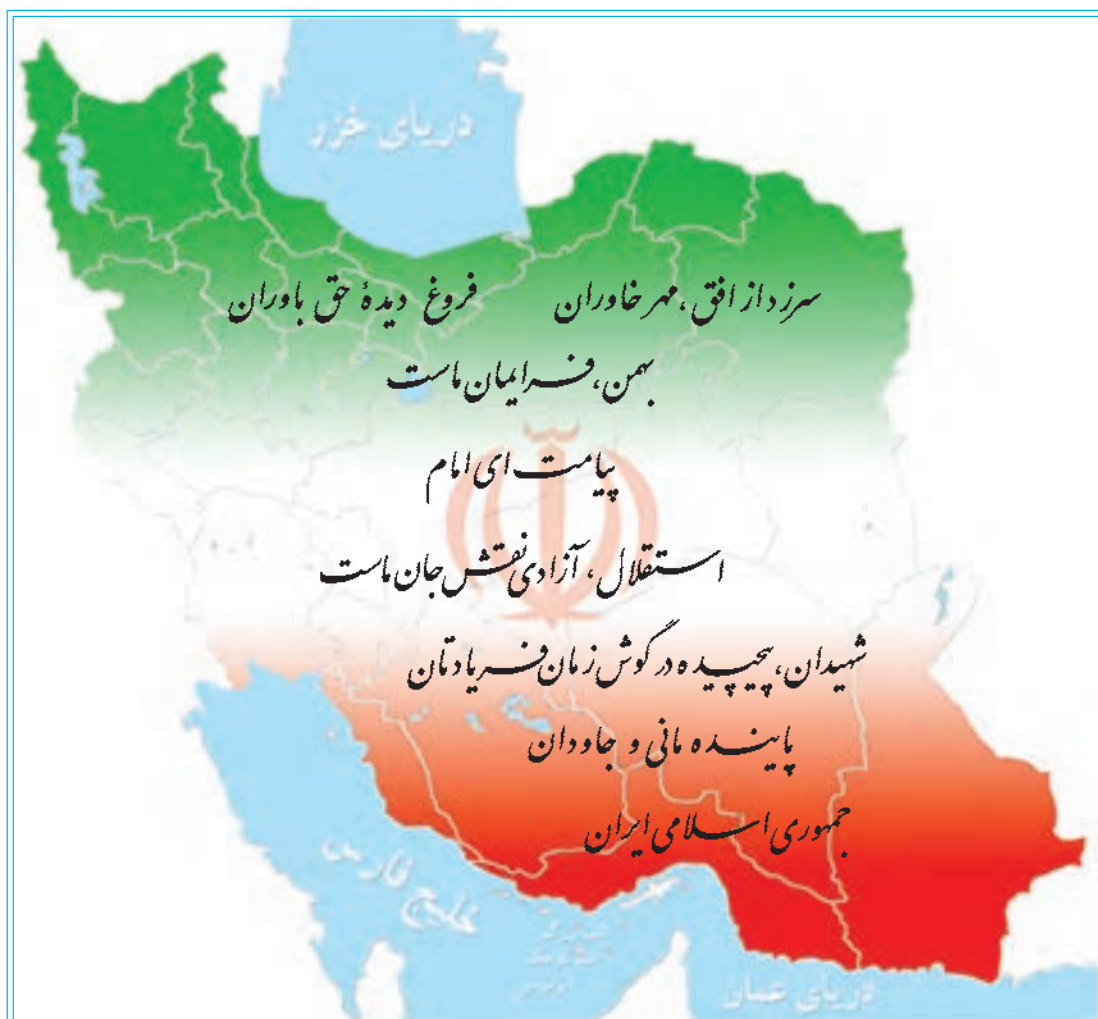 دریای خزر
سرزد از افق، مهر خاوران فروغ دیدهٔ حق باوران
بهمن، فر ایمان ماست
پیامت ای امام
استقلال، آزادی نقش جان ماست
شهیدان، پیچیده در گوش زمان فریادتان
پاینده مانی و جاودان
جمهوری اسلامی ایران
خلیج فارس
دریای عمان